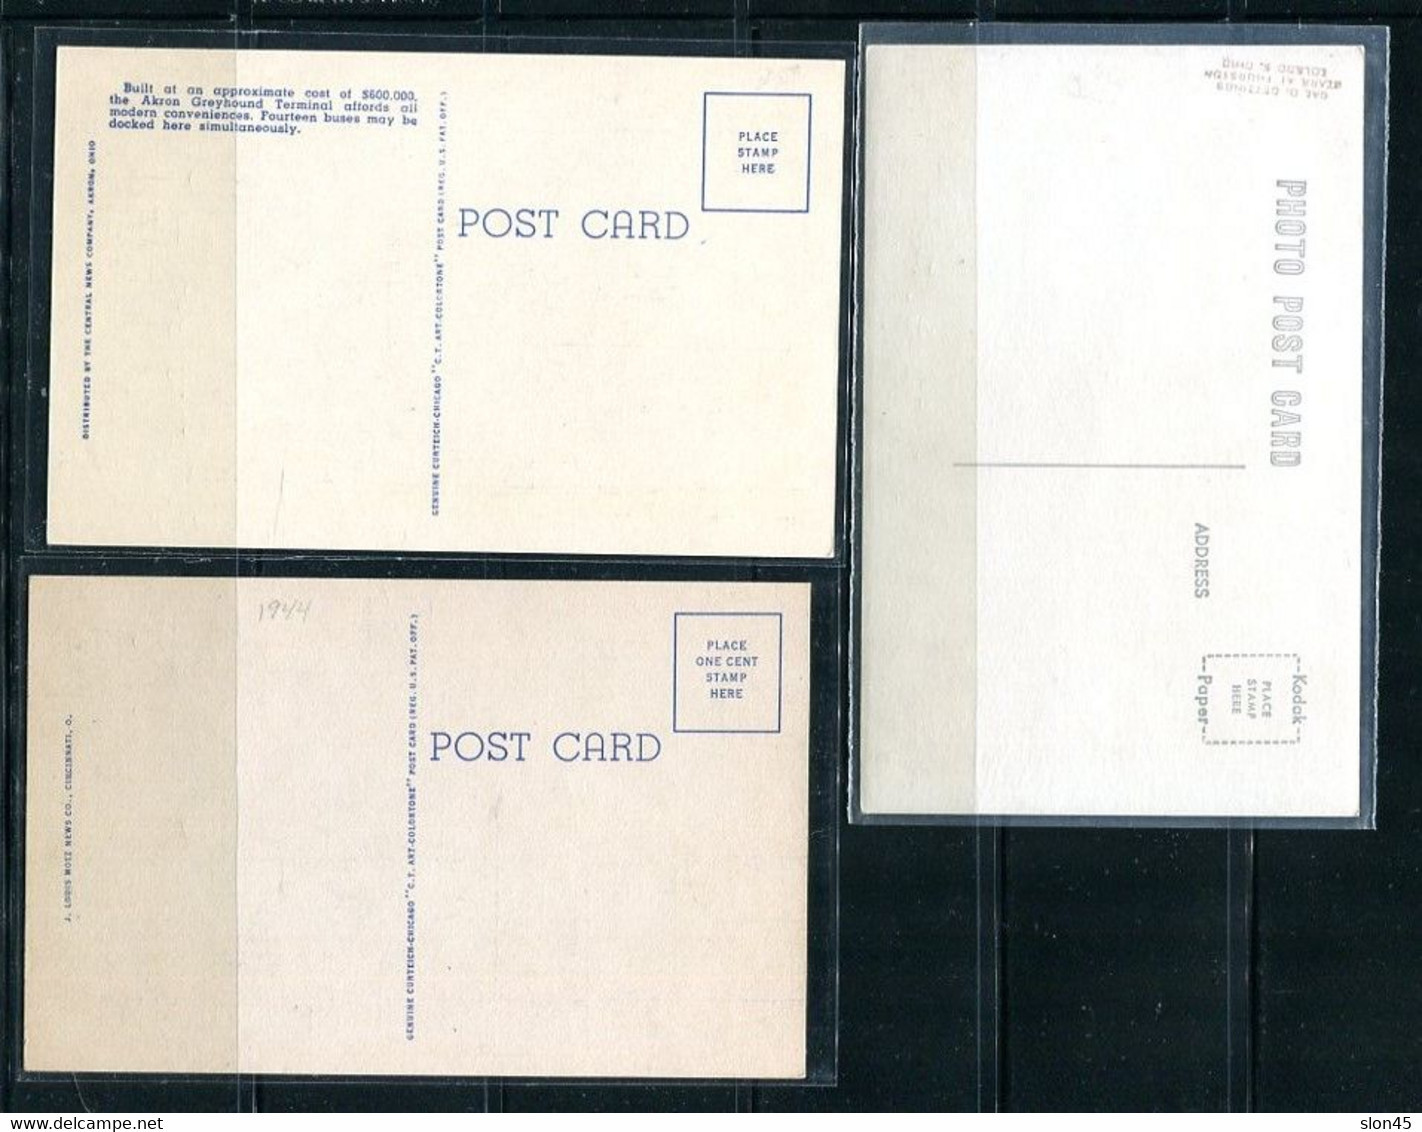 Built at an approximate cost of $600,000,
the Akron Greyhound Terminal affords all
modern conveniences. Fourteen buses may be
docked here simultaneously.
DISTRIBUTED BY THE CENTRAL NEWS COMPANY, AKRON, OHIO
GENUINE CURTEICH-CHICAGO "C.T. ART-COLORTONE" POST CARD (REG. U.S. PAT. OFF.)
PLACE
STAMP
HERE
POST CARD
1944
J. LOUIS MOTZ NEWS CO., CINCINNATI, O.
GENUINE CURTEICH-CHICAGO "C.T. ART-COLORTONE" POST CARD (REG. U.S. PAT. OFF.)
PLACE
ONE CENT
STAMP
HERE
POST CARD
PHOTO POST CARD
ADDRESS
Kodak
PLACE
STAMP
HERE
Paper
delcampe.net
slon45